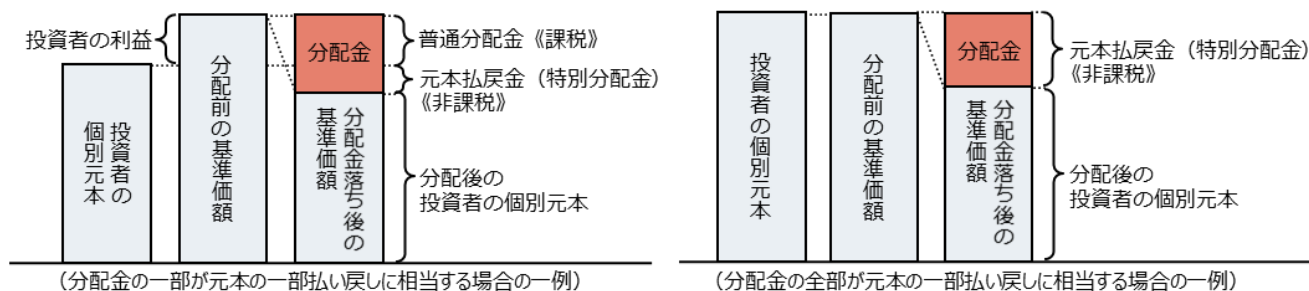 投資者の利益
投資者の
個別元本
分配前の基準価額
分配金
分配金落ち後の
基準価額
普通分配金《課税》
元本払戻金（特別分配金）
《非課税》
分配後の
投資者の個別元本
（分配金の一部が元本の一部払い戻しに相当する場合の一例）
投資者の個別元本
分配前の基準価額
分配金
分配金落ち後の
基準価額
元本払戻金（特別分配金）
《非課税》
分配後の
投資者の個別元本
（分配金の全部が元本の一部払い戻しに相当する場合の一例）